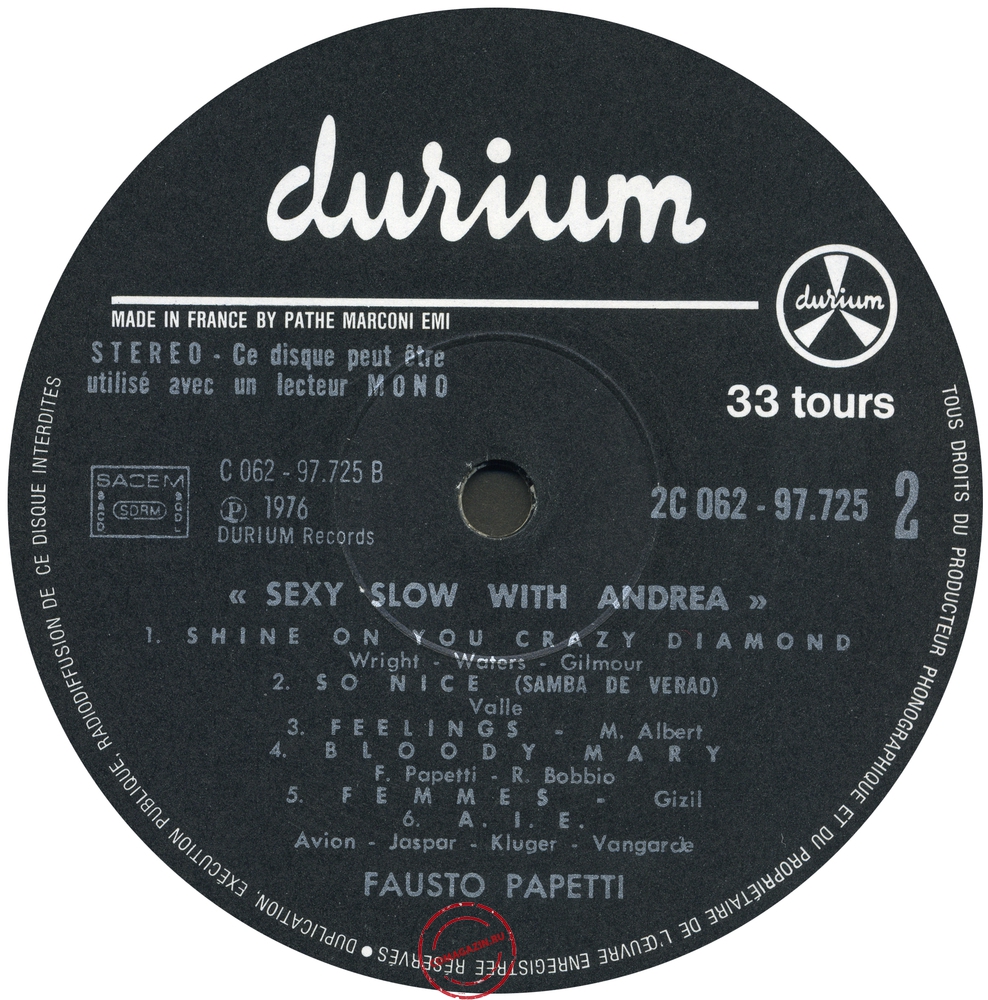 durium
durium
MADE IN FRANCE BY PATHE MARCONI EMI
STEREO - Ce disque peut être
utilisé avec un lecteur MONO
33 tours
SACEM
SACD
SDRM
SGDL
C 062 - 97.725 B
℗ 1976
DURIUM Records
2C 062 - 97.725 2
« SEXY SLOW WITH ANDREA »
1. SHINE ON YOU CRAZY DIAMOND
Wright - Waters - Gilmour
2. SO NICE (SAMBA DE VERAO)
Valle
3. FEELINGS - M. Albert
4. BLOODY MARY
F. Papetti - R. Bobbio
5. FEMMES - Gizil
6. A. I. E.
Avion - Jaspar - Kluger - Vangarde
FAUSTO PAPETTI
TOUS DROITS DU PRODUCTEUR PHONOGRAPHIQUE ET DU PROPRIÉTAIRE DE L'ŒUVRE ENREGISTRÉE RÉSERVÉS • DUPLICATION, EXÉCUTION PUBLIQUE, RADIODIFFUSION DE CE DISQUE INTERDITES